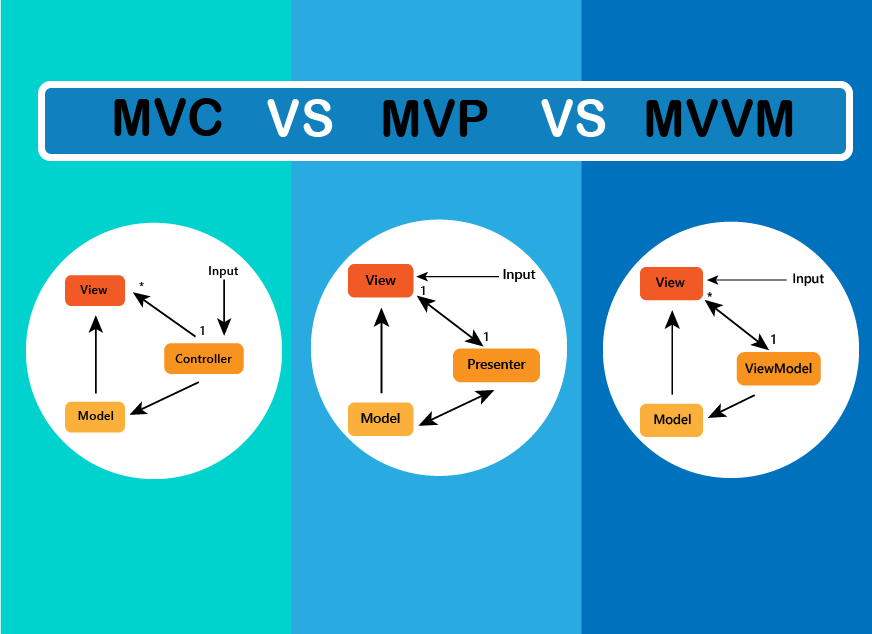 MVC VS MVP VS MVVM
Input
View
*
1
Controller
Model
View
Input
1
1
Presenter
Model
View
Input
*
1
ViewModel
Model